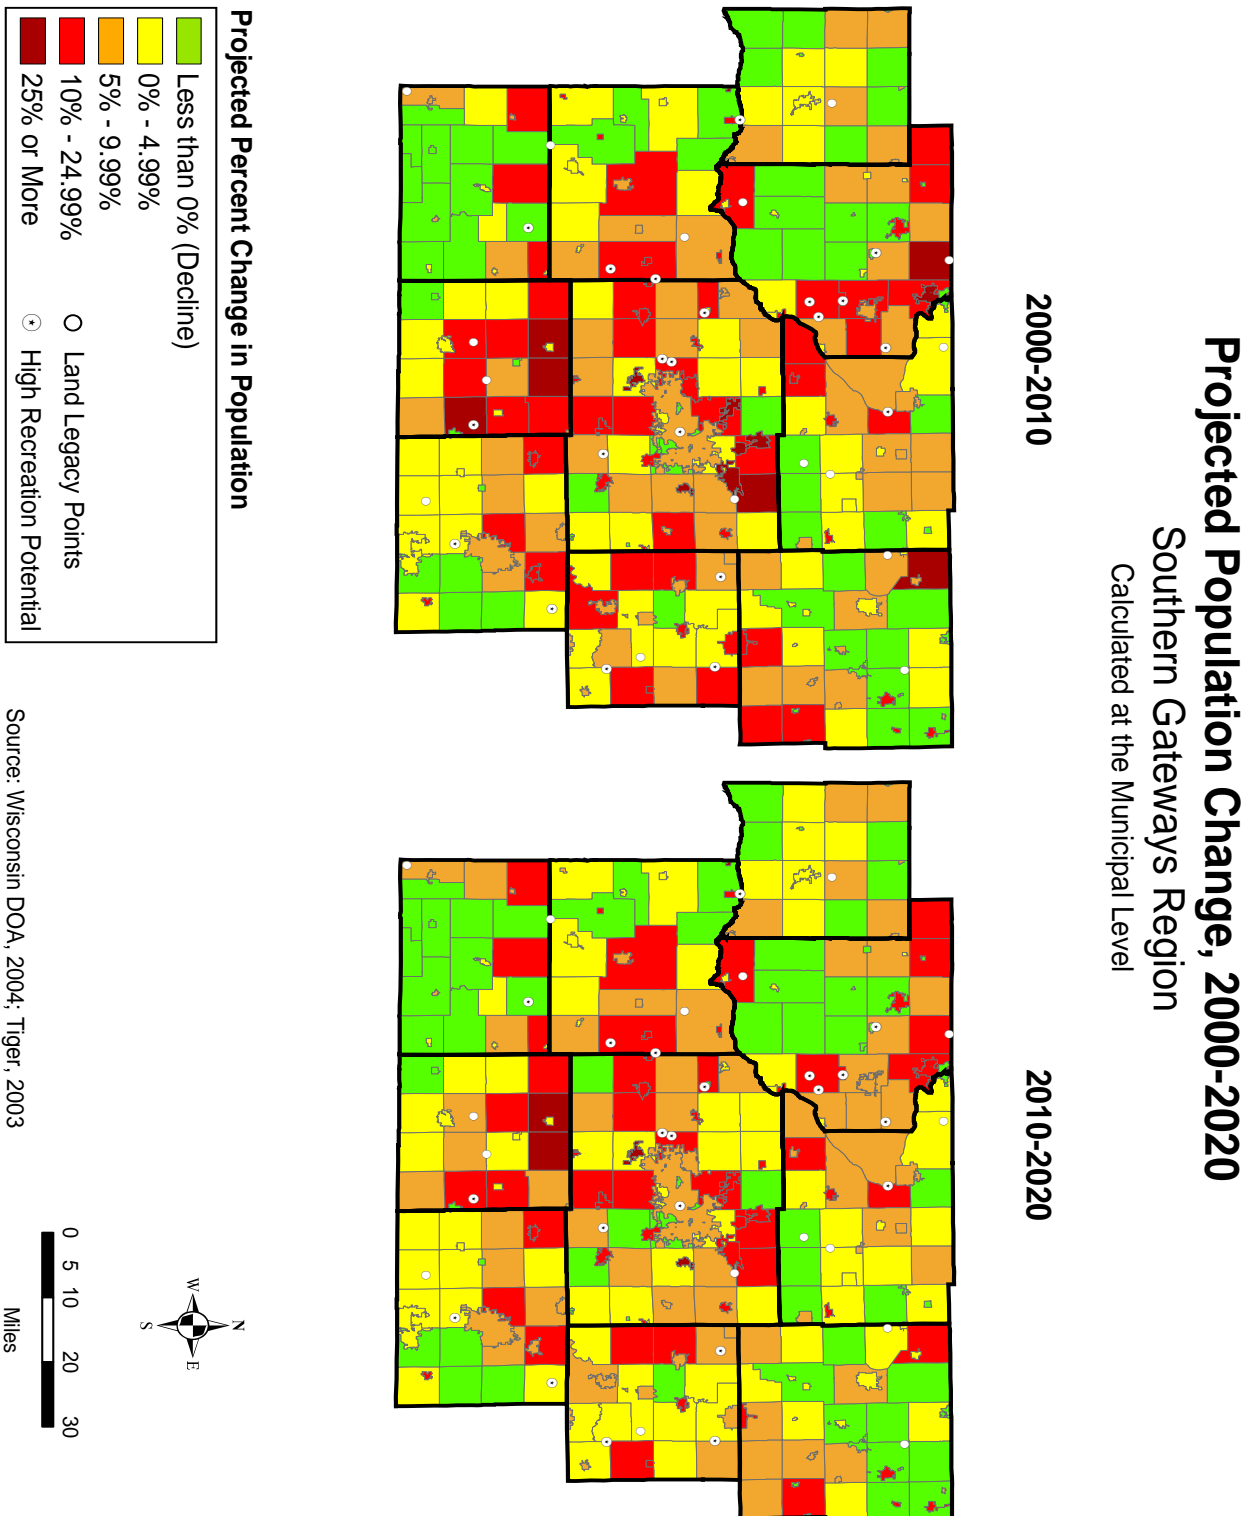 Projected Population Change, 2000-2020
Southern Gateways Region
Calculated at the Municipal Level
2000-2010
2010-2020
Projected Percent Change in Population
Less than 0% (Decline)
0% - 4.99%
5% - 9.99%
10% - 24.99%
25% or More
Land Legacy Points
High Recreation Potential
N
W
E
S
0 5 10 20 30
Miles
Source: Wisconsin DOA, 2004; Tiger, 2003